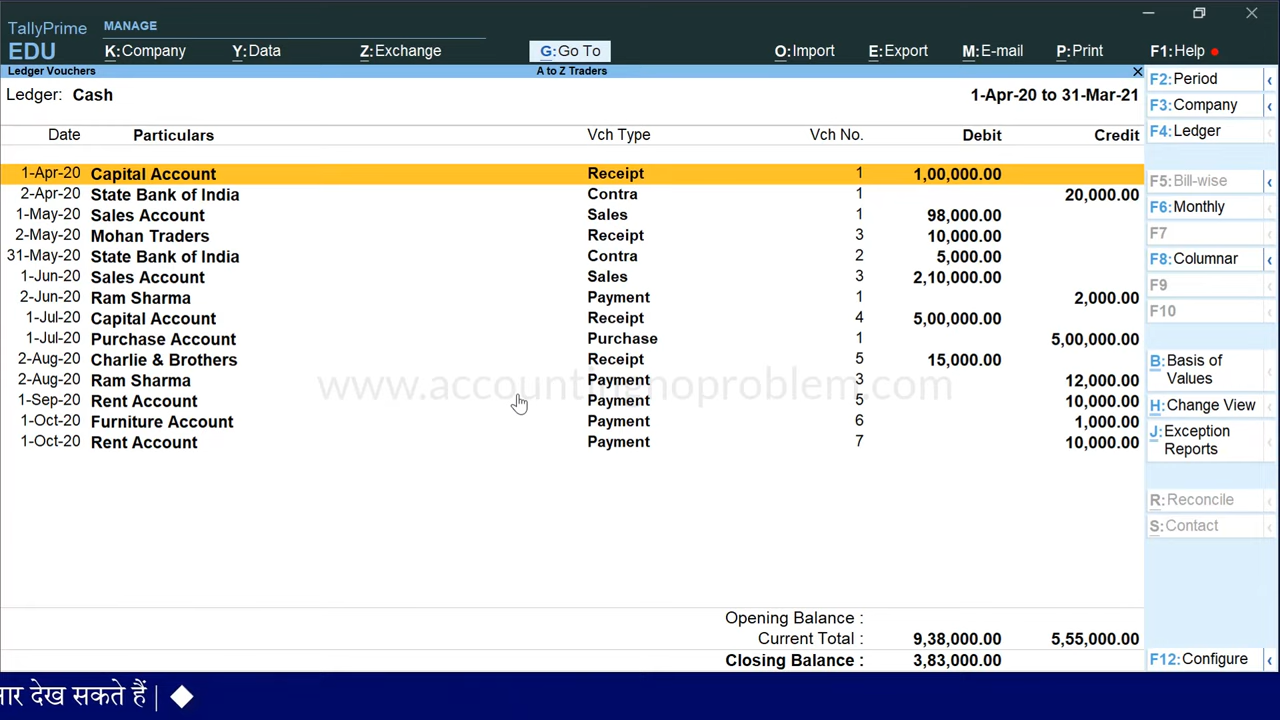 TallyPrime MANAGE
EDU K:Company Y:Data Z:Exchange G:Go To O:Import E:Export M:E-mail P:Print F1:Help
Ledger Vouchers A to Z Traders
Ledger: Cash 1-Apr-20 to 31-Mar-21
Date Particulars Vch Type Vch No. Debit Credit
1-Apr-20 Capital Account Receipt 1 1,00,000.00
2-Apr-20 State Bank of India Contra 1 20,000.00
1-May-20 Sales Account Sales 1 98,000.00
2-May-20 Mohan Traders Receipt 3 10,000.00
31-May-20 State Bank of India Contra 2 5,000.00
1-Jun-20 Sales Account Sales 3 2,10,000.00
2-Jun-20 Ram Sharma Payment 1 2,000.00
1-Jul-20 Capital Account Receipt 4 5,00,000.00
1-Jul-20 Purchase Account Purchase 1 5,00,000.00
2-Aug-20 Charlie & Brothers Receipt 5 15,000.00
2-Aug-20 Ram Sharma Payment 3 12,000.00
www.accountingnoproblem.com
1-Sep-20 Rent Account Payment 5 10,000.00
1-Oct-20 Furniture Account Payment 6 1,000.00
1-Oct-20 Rent Account Payment 7 10,000.00
Opening Balance :
Current Total : 9,38,000.00 5,55,000.00
Closing Balance : 3,83,000.00
F2:Period
F3:Company
F4:Ledger
F5:Bill-wise
F6:Monthly
F7
F8:Columnar
F9
F10
B:Basis of
Values
H:Change View
J:Exception
Reports
R:Reconcile
S:Contact
F12:Configure
देख सकते हैं |